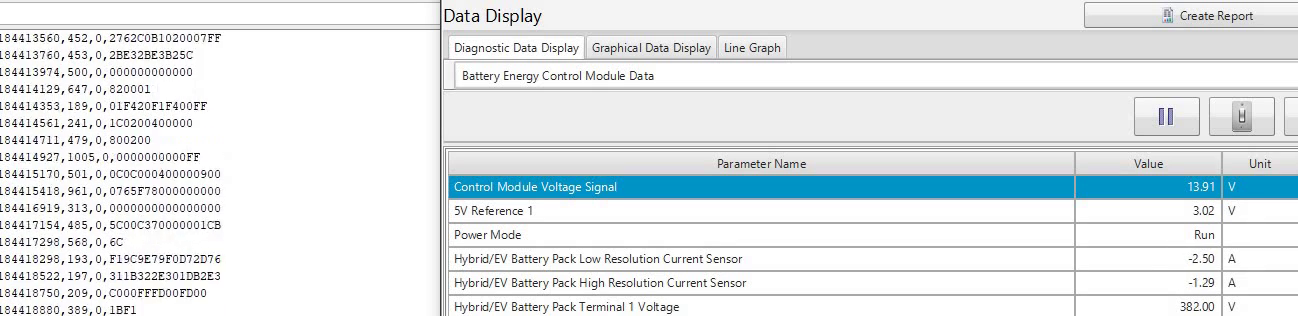 184413560,452,0,2762C0B1020007FF
184413760,453,0,2BE32BE3B25C
184413974,500,0,000000000000
184414129,647,0,820001
184414353,189,0,01F420F1F400FF
184414561,241,0,1C0200400000
184414711,479,0,800200
184414927,1005,0,0000000000FF
184415170,501,0,0C0C000400000900
184415418,961,0,0765F78000000000
184416919,313,0,0000000000000000
184417154,485,0,5C00C370000001CB
184417298,568,0,6C
184418298,193,0,F19C9E79F0D72D76
184418522,197,0,311B322E301DB2E3
184418750,209,0,C000FFFD00FD00
184418880,389,0,1BF1
Data Display
Create Report
Diagnostic Data Display Graphical Data Display Line Graph
Battery Energy Control Module Data
Parameter Name Value Unit
Control Module Voltage Signal 13.91 V
5V Reference 1 3.02 V
Power Mode Run
Hybrid/EV Battery Pack Low Resolution Current Sensor -2.50 A
Hybrid/EV Battery Pack High Resolution Current Sensor -1.29 A
Hybrid/EV Battery Pack Terminal 1 Voltage 382.00 V